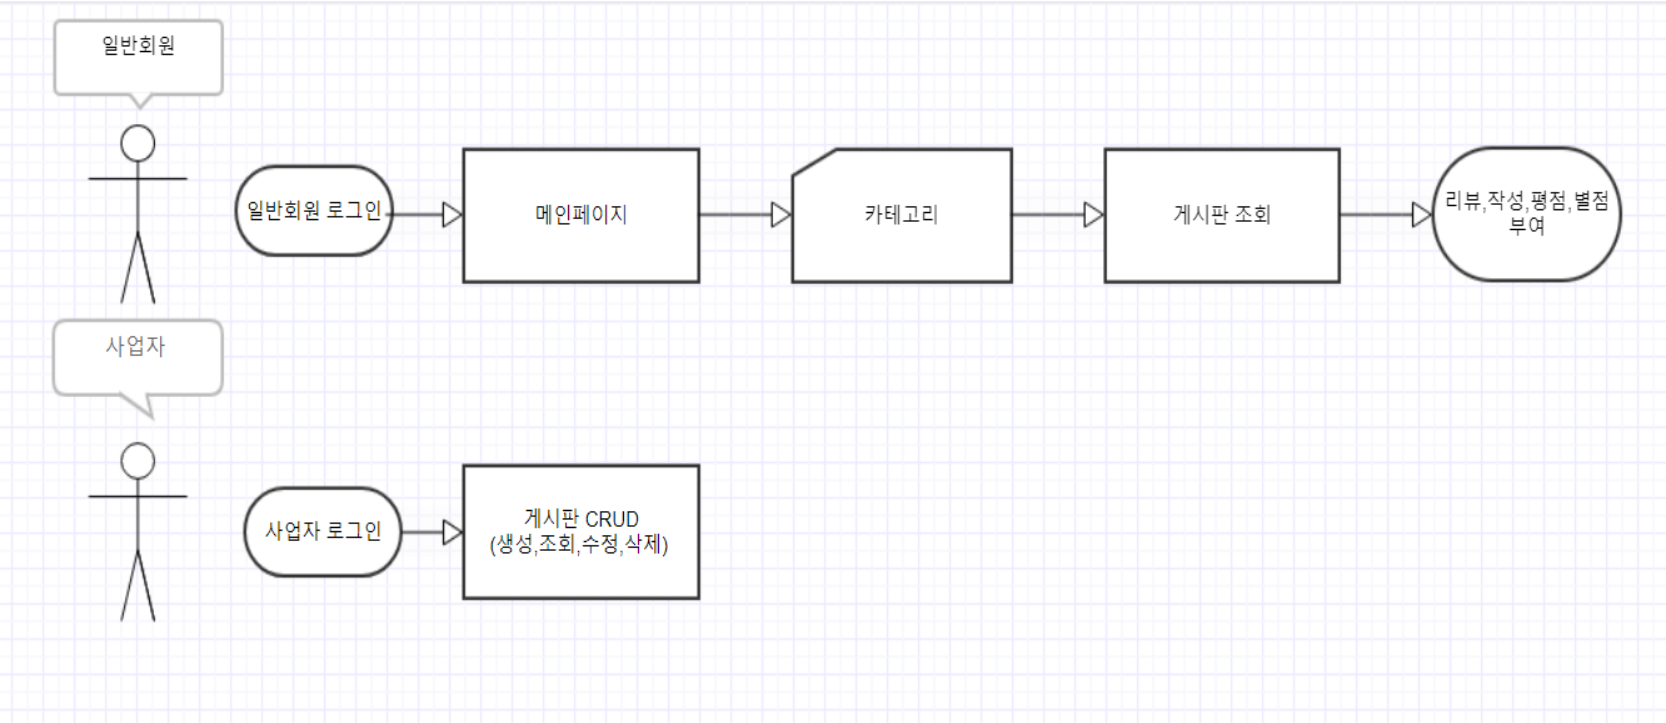 일반회원
일반회원 로그인
메인페이지
카테고리
게시판 조회
리뷰,작성,평점,별점
부여
사업자
사업자 로그인
게시판 CRUD
(생성,조회,수정,삭제)